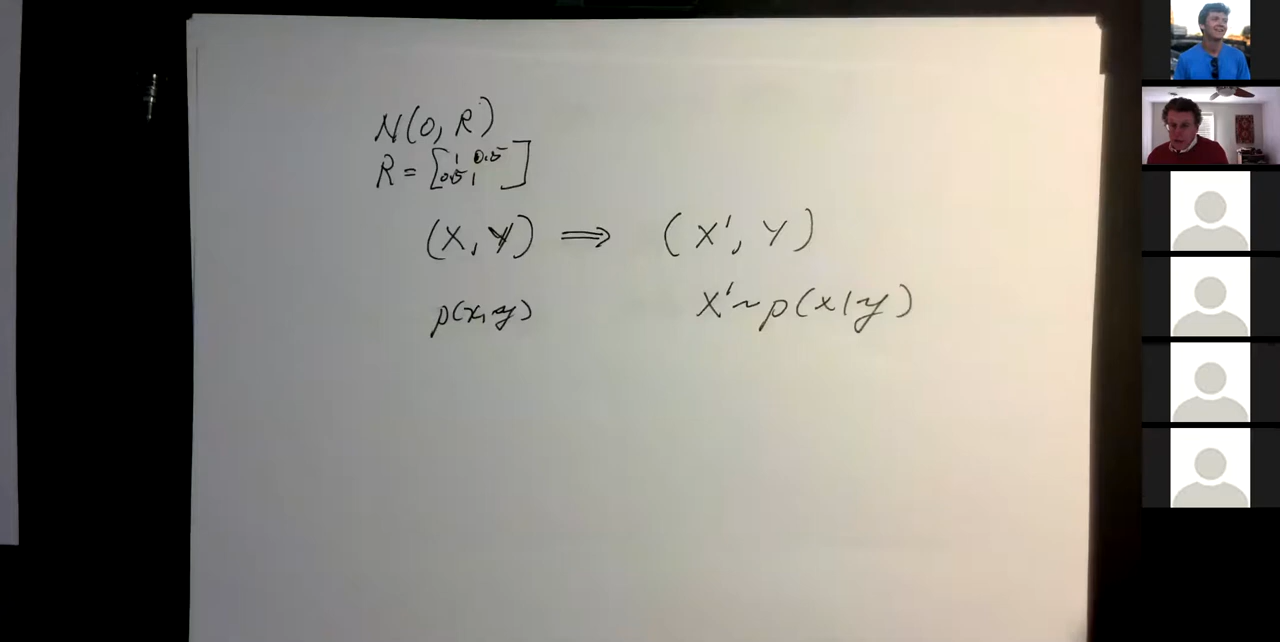 N(0, R)
R = [1 0.5
0.5 1]
(X, Y) ⟹ (X', Y)
p(x,y) X' ~ p(x|y)